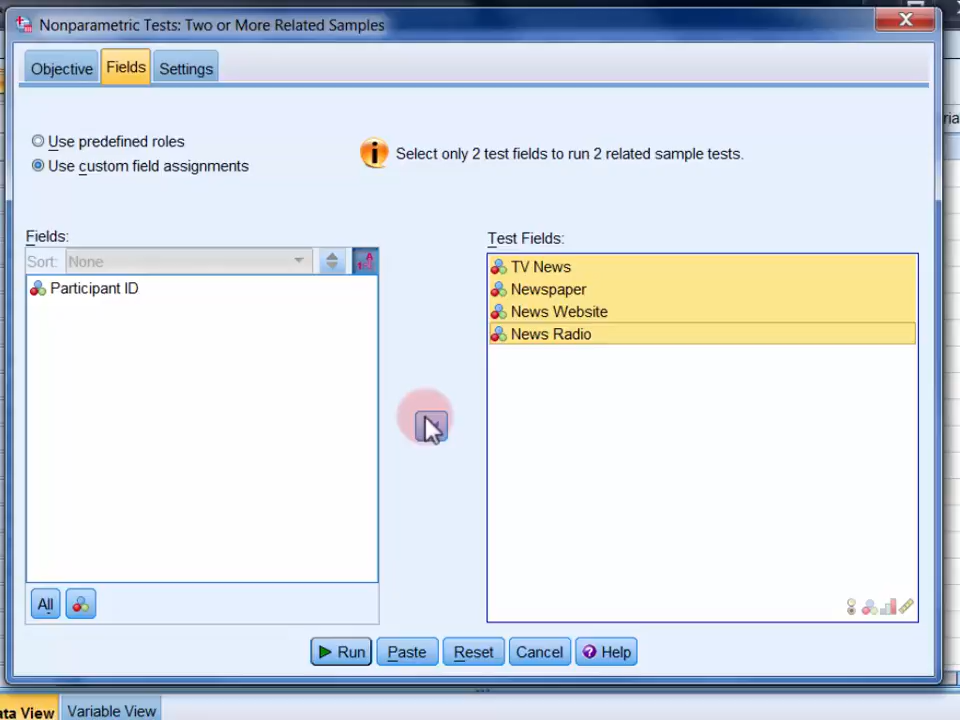 Nonparametric Tests: Two or More Related Samples
Objective
Fields
Settings
Use predefined roles
Use custom field assignments
Select only 2 test fields to run 2 related sample tests.
Fields:
Sort: None
Participant ID
Test Fields:
TV News
Newspaper
News Website
News Radio
All
Run
Paste
Reset
Cancel
Help
Data View
Variable View